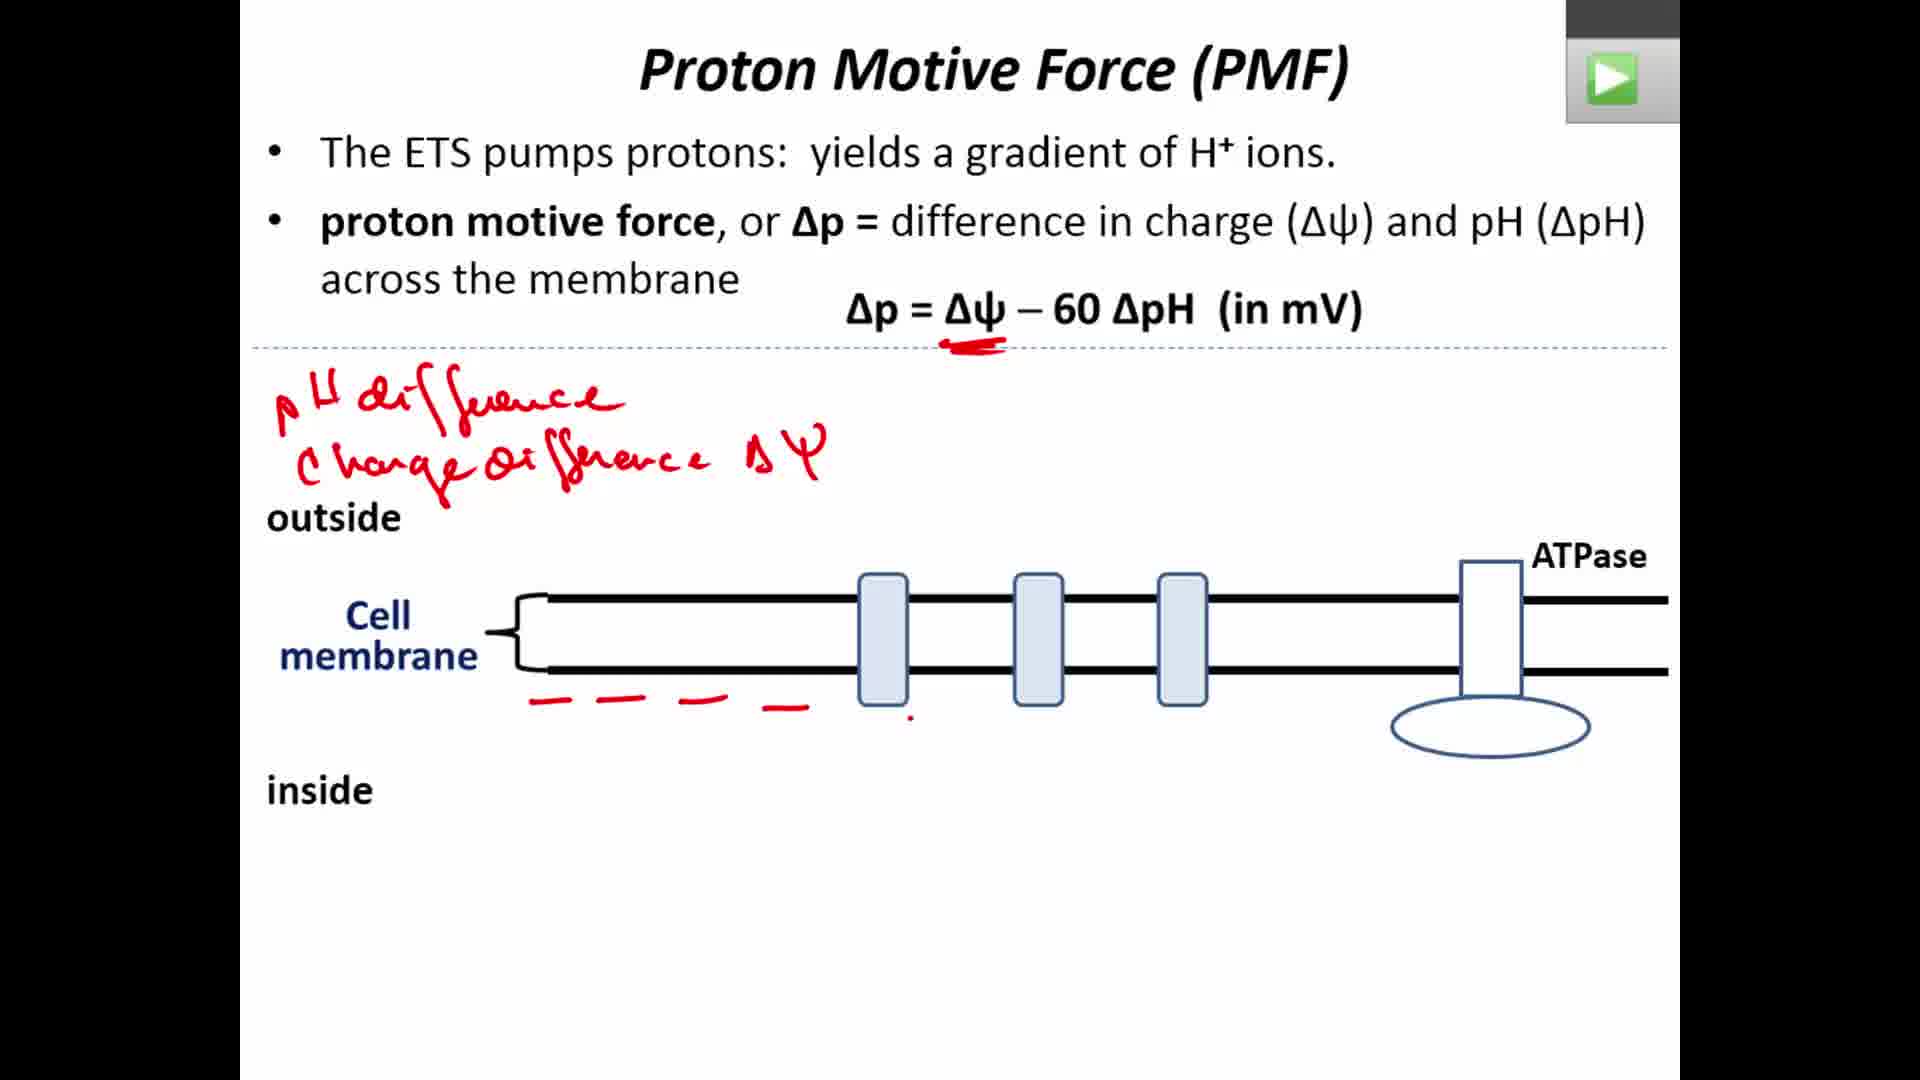 Proton Motive Force (PMF)
• The ETS pumps protons: yields a gradient of H⁺ ions.
• proton motive force, or Δp = difference in charge (Δψ) and pH (ΔpH)
across the membrane
Δp = Δψ – 60 ΔpH (in mV)
pH difference
Charge difference Δψ
outside
ATPase
Cell
membrane
inside